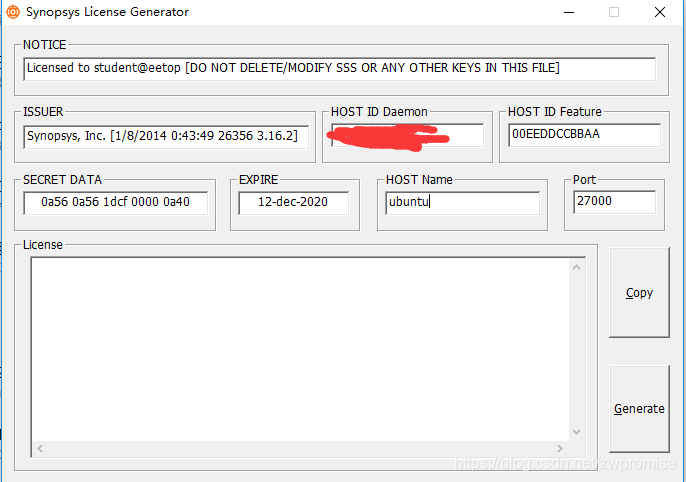 Synopsys License Generator
NOTICE
Licensed to student@eetop [DO NOT DELETE/MODIFY SSS OR ANY OTHER KEYS IN THIS FILE]
ISSUER
Synopsys, Inc. [1/8/2014 0:43:49 26356 3.16.2]
HOST ID Daemon
HOST ID Feature
00EEDDCCBBAA
SECRET DATA
0a56 0a56 1dcf 0000 0a40
EXPIRE
12-dec-2020
HOST Name
ubuntu
Port
27000
License
Copy
Generate
https://blog.csdn.net/zwpromise